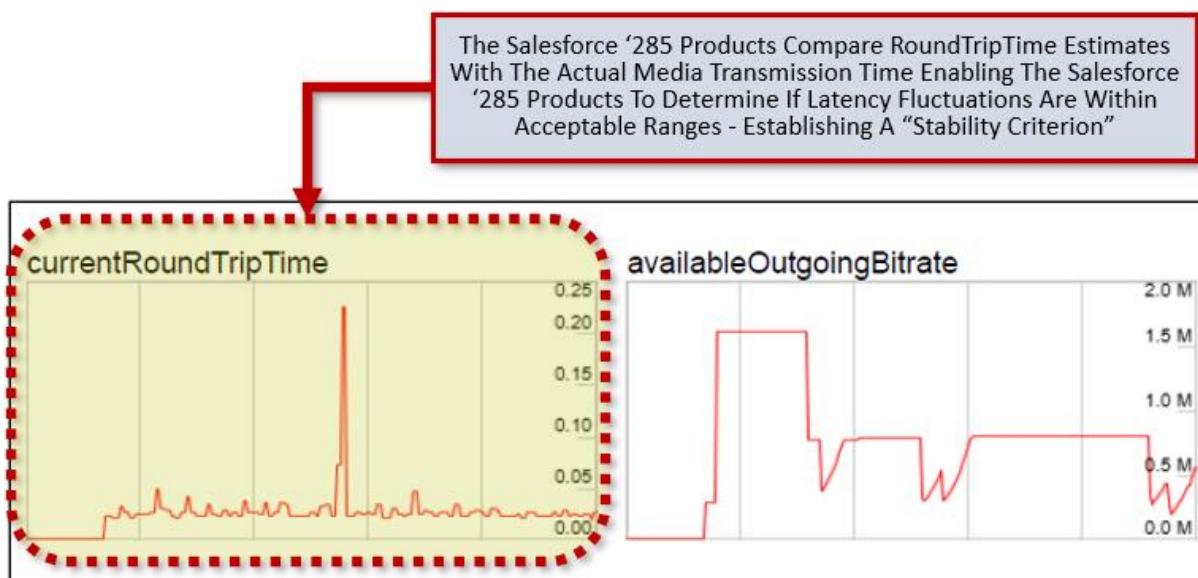 The Salesforce ‘285 Products Compare RoundTripTime Estimates
With The Actual Media Transmission Time Enabling The Salesforce
‘285 Products To Determine If Latency Fluctuations Are Within
Acceptable Ranges - Establishing A “Stability Criterion”
currentRoundTripTime
0.25
0.20
0.15
0.10
0.05
0.00
availableOutgoingBitrate
2.0 M
1.5 M
1.0 M
0.5 M
0.0 M